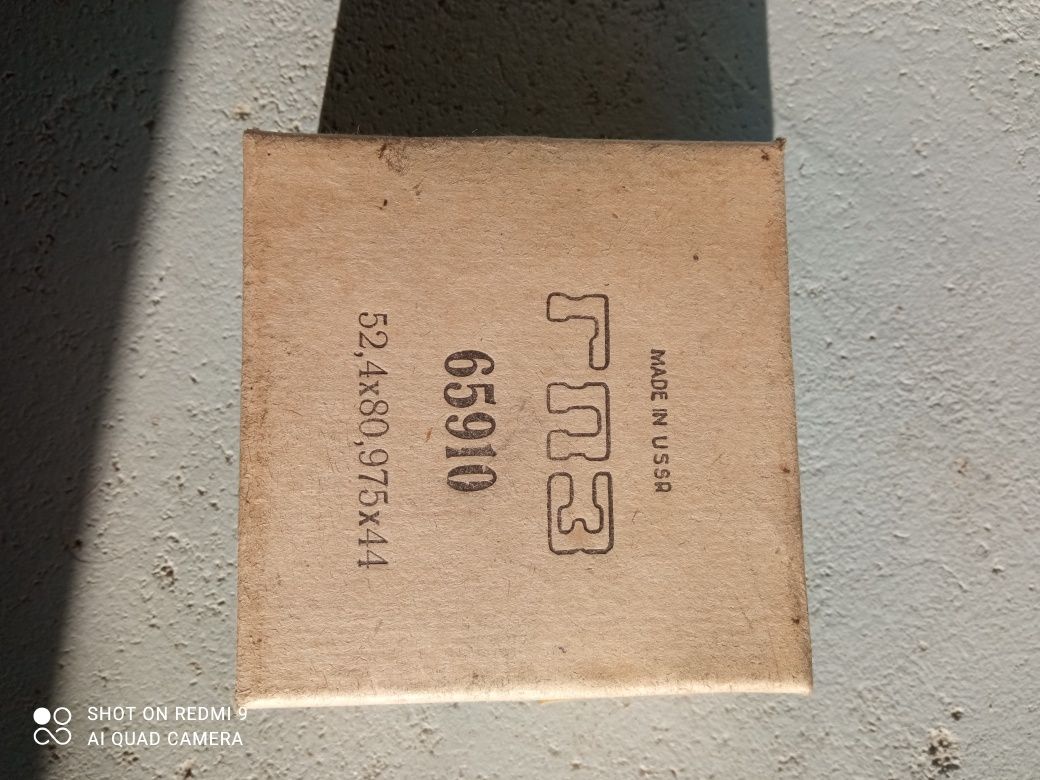 MADE IN USSR
ГПЗ
65910
52,4x80,975x44
SHOT ON REDMI 9
AI QUAD CAMERA